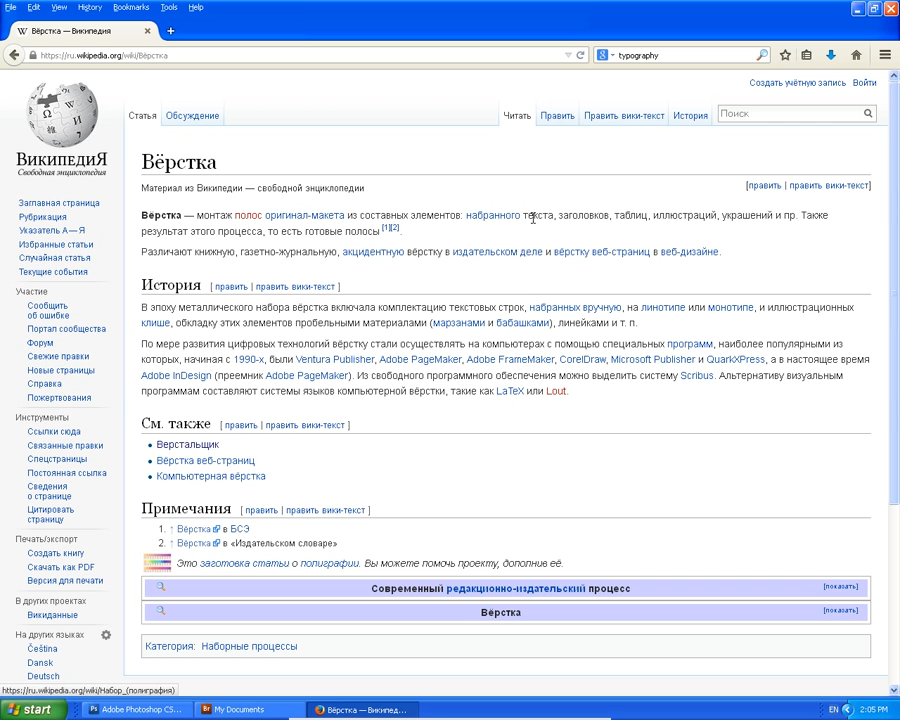 File Edit View History Bookmarks Tools Help
W Вёрстка — Википедия × +
https://ru.wikipedia.org/wiki/Вёрстка
typography
Создать учётную запись Войти
Статья Обсуждение Читать Править Править вики-текст История Поиск
ВИКИПЕДИЯ
Свободная энциклопедия
Заглавная страница
Рубрикация
Указатель А — Я
Избранные статьи
Случайная статья
Текущие события
Участие
Сообщить
об ошибке
Портал сообщества
Форум
Свежие правки
Новые страницы
Справка
Пожертвования
Инструменты
Ссылки сюда
Связанные правки
Спецстраницы
Постоянная ссылка
Сведения
о странице
Цитировать
страницу
Печать/экспорт
Создать книгу
Скачать как PDF
Версия для печати
В других проектах
Викиданные
На других языках
Čeština
Dansk
Deutsch
Вёрстка
Материал из Википедии — свободной энциклопедии
[править | править вики-текст]
Вёрстка — монтаж полос оригинал-макета из составных элементов: набранного текста, заголовков, таблиц, иллюстраций, украшений и пр. Также
результат этого процесса, то есть готовые полосы [1][2].
Различают книжную, газетно-журнальную, акцидентную вёрстку в издательском деле и вёрстку веб-страниц в веб-дизайне.
История [ править | править вики-текст ]
В эпоху металлического набора вёрстка включала комплектацию текстовых строк, набранных вручную, на линотипе или монотипе, и иллюстрационных
клише, обкладку этих элементов пробельными материалами (марзанами и бабашками), линейками и т. п.
По мере развития цифровых технологий вёрстку стали осуществлять на компьютерах с помощью специальных программ, наиболее популярными из
которых, начиная с 1990-х, были Ventura Publisher, Adobe PageMaker, Adobe FrameMaker, CorelDraw, Microsoft Publisher и QuarkXPress, а в настоящее время
Adobe InDesign (преемник Adobe PageMaker). Из свободного программного обеспечения можно выделить систему Scribus. Альтернативу визуальным
программам составляют системы языков компьютерной вёрстки, такие как LaTeX или Lout.
См. также [ править | править вики-текст ]
Верстальщик
Вёрстка веб-страниц
Компьютерная вёрстка
Примечания [ править | править вики-текст ]
1. ↑ Вёрстка в БСЭ
2. ↑ Вёрстка в «Издательском словаре»
Это заготовка статьи о полиграфии. Вы можете помочь проекту, дополнив её.
Современный редакционно-издательский процесс [показать]
Вёрстка [показать]
Категория: Наборные процессы
https://ru.wikipedia.org/wiki/Набор_(полиграфия)
start Ps Adobe Photoshop CS... Br My Documents Вёрстка — Википед... EN 2:05 PM